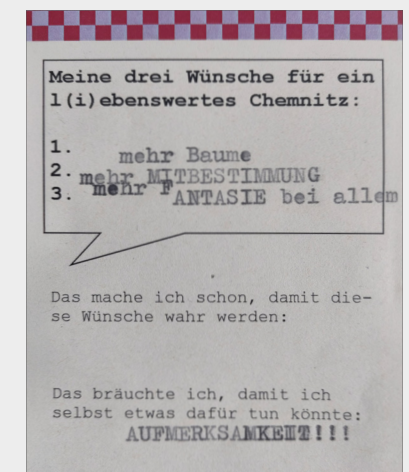 Meine drei Wünsche für ein
l(i)ebenswertes Chemnitz:
1. mehr Baume
2. mehr MITBESTIMMUNG
3. mehr FANTASIE bei allem
Das mache ich schon, damit die-
se Wünsche wahr werden:
Das bräuchte ich, damit ich
selbst etwas dafür tun könnte:
AUFMERKSAMKEIT!!!